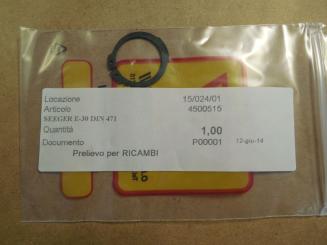 Locazione 15/024/01
Articolo 4500515
SEEGER E-30 DIN 471
Quantità 1,00
Documento P00001 12-giu-14
Prelievo per RICAMBI